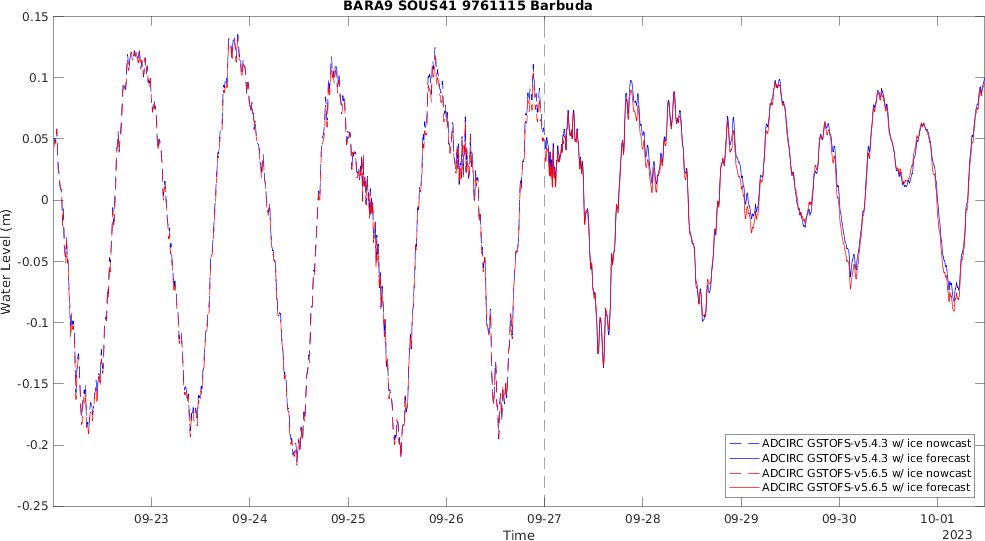 BARA9 SOUS41 9761115 Barbuda
Water Level (m)
0.15
0.1
0.05
0
-0.05
-0.1
-0.15
-0.2
-0.25
09-23
09-24
09-25
09-26
09-27
09-28
09-29
09-30
10-01
Time
2023
ADCIRC GSTOFS-v5.4.3 w/ ice nowcast
ADCIRC GSTOFS-v5.4.3 w/ ice forecast
ADCIRC GSTOFS-v5.6.5 w/ ice nowcast
ADCIRC GSTOFS-v5.6.5 w/ ice forecast